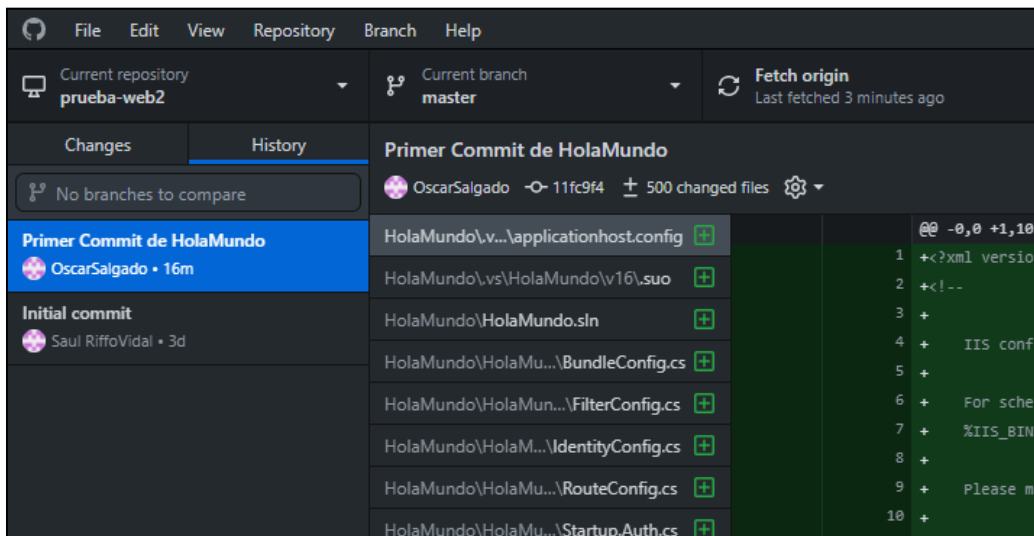 File Edit View Repository Branch Help
Current repository
prueba-web2
Current branch
master
Fetch origin
Last fetched 3 minutes ago
Changes History
No branches to compare
Primer Commit de HolaMundo
OscarSalgado • 16m
Initial commit
Saul RiffoVidal • 3d
Primer Commit de HolaMundo
OscarSalgado 11fc9f4 500 changed files
HolaMundo\.v...\applicationhost.config
HolaMundo\.vs\HolaMundo\v16\.suo
HolaMundo\HolaMundo.sln
HolaMundo\HolaMu...\BundleConfig.cs
HolaMundo\HolaMun...\FilterConfig.cs
HolaMundo\HolaM...\IdentityConfig.cs
HolaMundo\HolaMu...\RouteConfig.cs
HolaMundo\HolaMu...\Startup.Auth.cs
@@ -0,0 +1,10
1 +<?xml versio
2 +<!--
3 +
4 + IIS conf
5 +
6 + For sche
7 + %IIS_BIN
8 +
9 + Please m
10 +